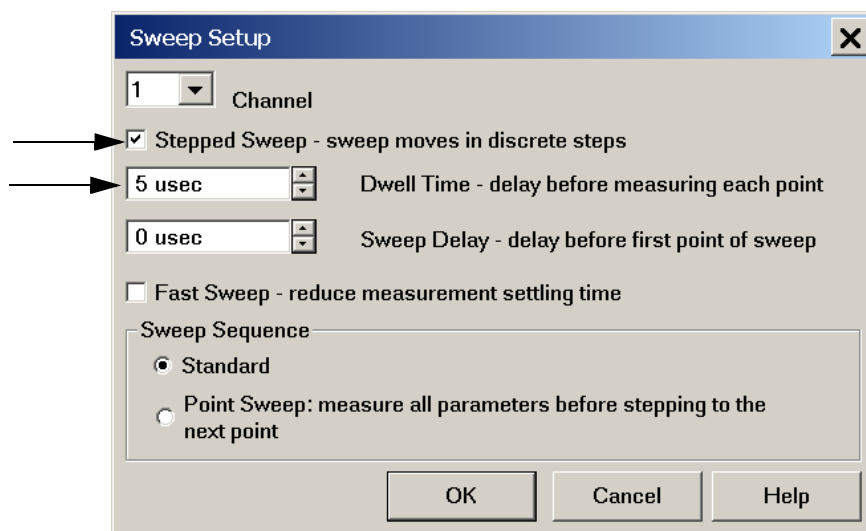 Sweep Setup
1
Channel
Stepped Sweep - sweep moves in discrete steps
5 usec
Dwell Time - delay before measuring each point
0 usec
Sweep Delay - delay before first point of sweep
Fast Sweep - reduce measurement settling time
Sweep Sequence
Standard
Point Sweep: measure all parameters before stepping to the
next point
OK
Cancel
Help